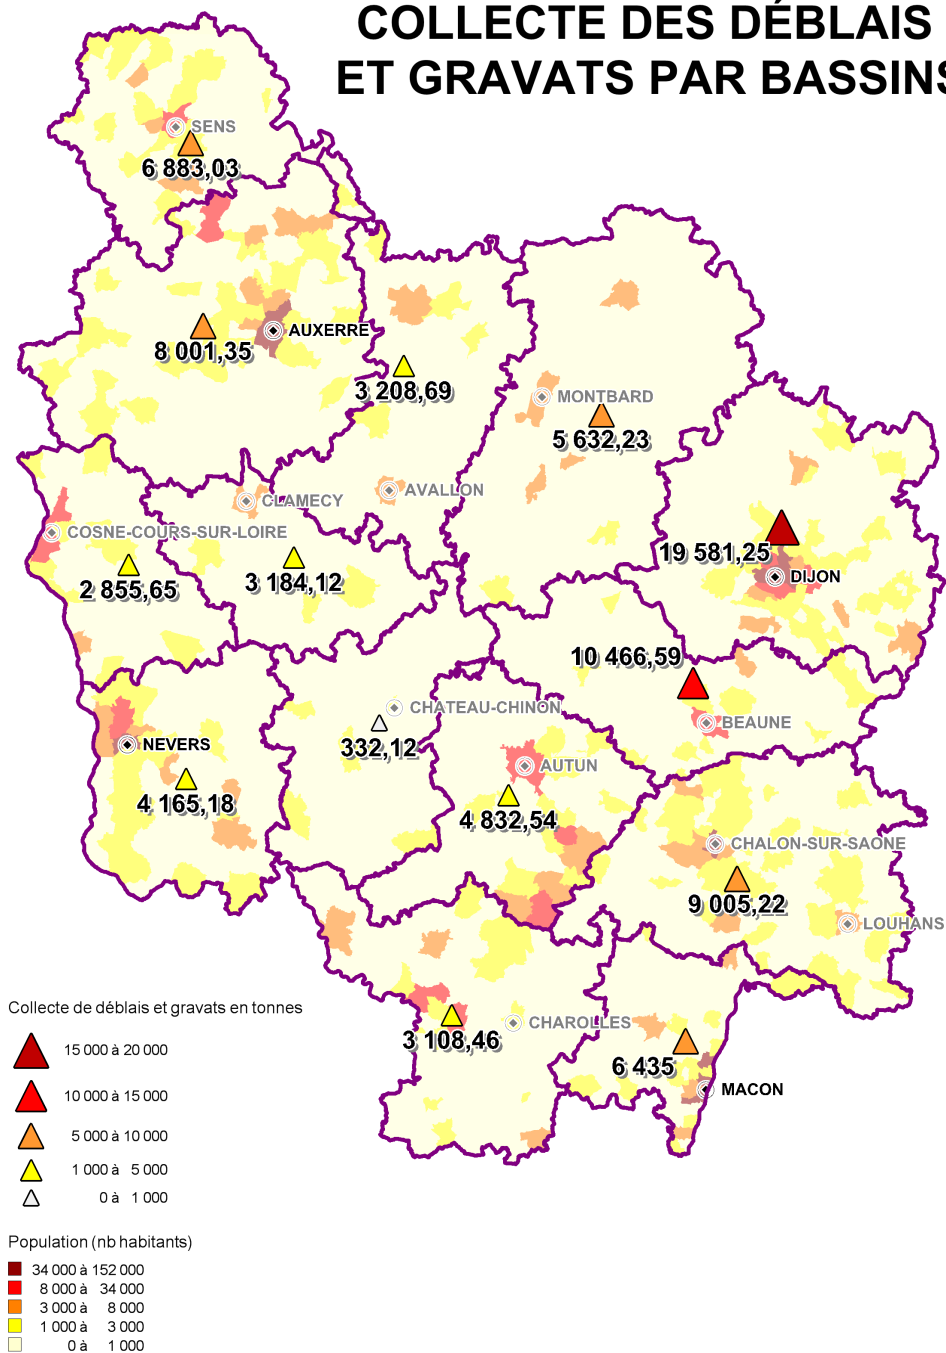 COLLECTE DES DÉBLAIS
ET GRAVATS PAR BASSINS
SENS
6 883,03
AUXERRE
8 001,35
3 208,69
MONTBARD
5 632,23
AVALLON
CLAMECY
COSNE-COURS-SUR-LOIRE
19 581,25
2 855,65
3 184,12
DIJON
10 466,59
CHATEAU-CHINON
BEAUNE
332,12
NEVERS
AUTUN
4 165,18
4 832,54
CHALON-SUR-SAONE
9 005,22
LOUHANS
CHAROLLES
3 108,46
6 435
MACON
Collecte de déblais et gravats en tonnes
15 000 à 20 000
10 000 à 15 000
5 000 à 10 000
1 000 à 5 000
0 à 1 000
Population (nb habitants)
34 000 à 152 000
8 000 à 34 000
3 000 à 8 000
1 000 à 3 000
0 à 1 000